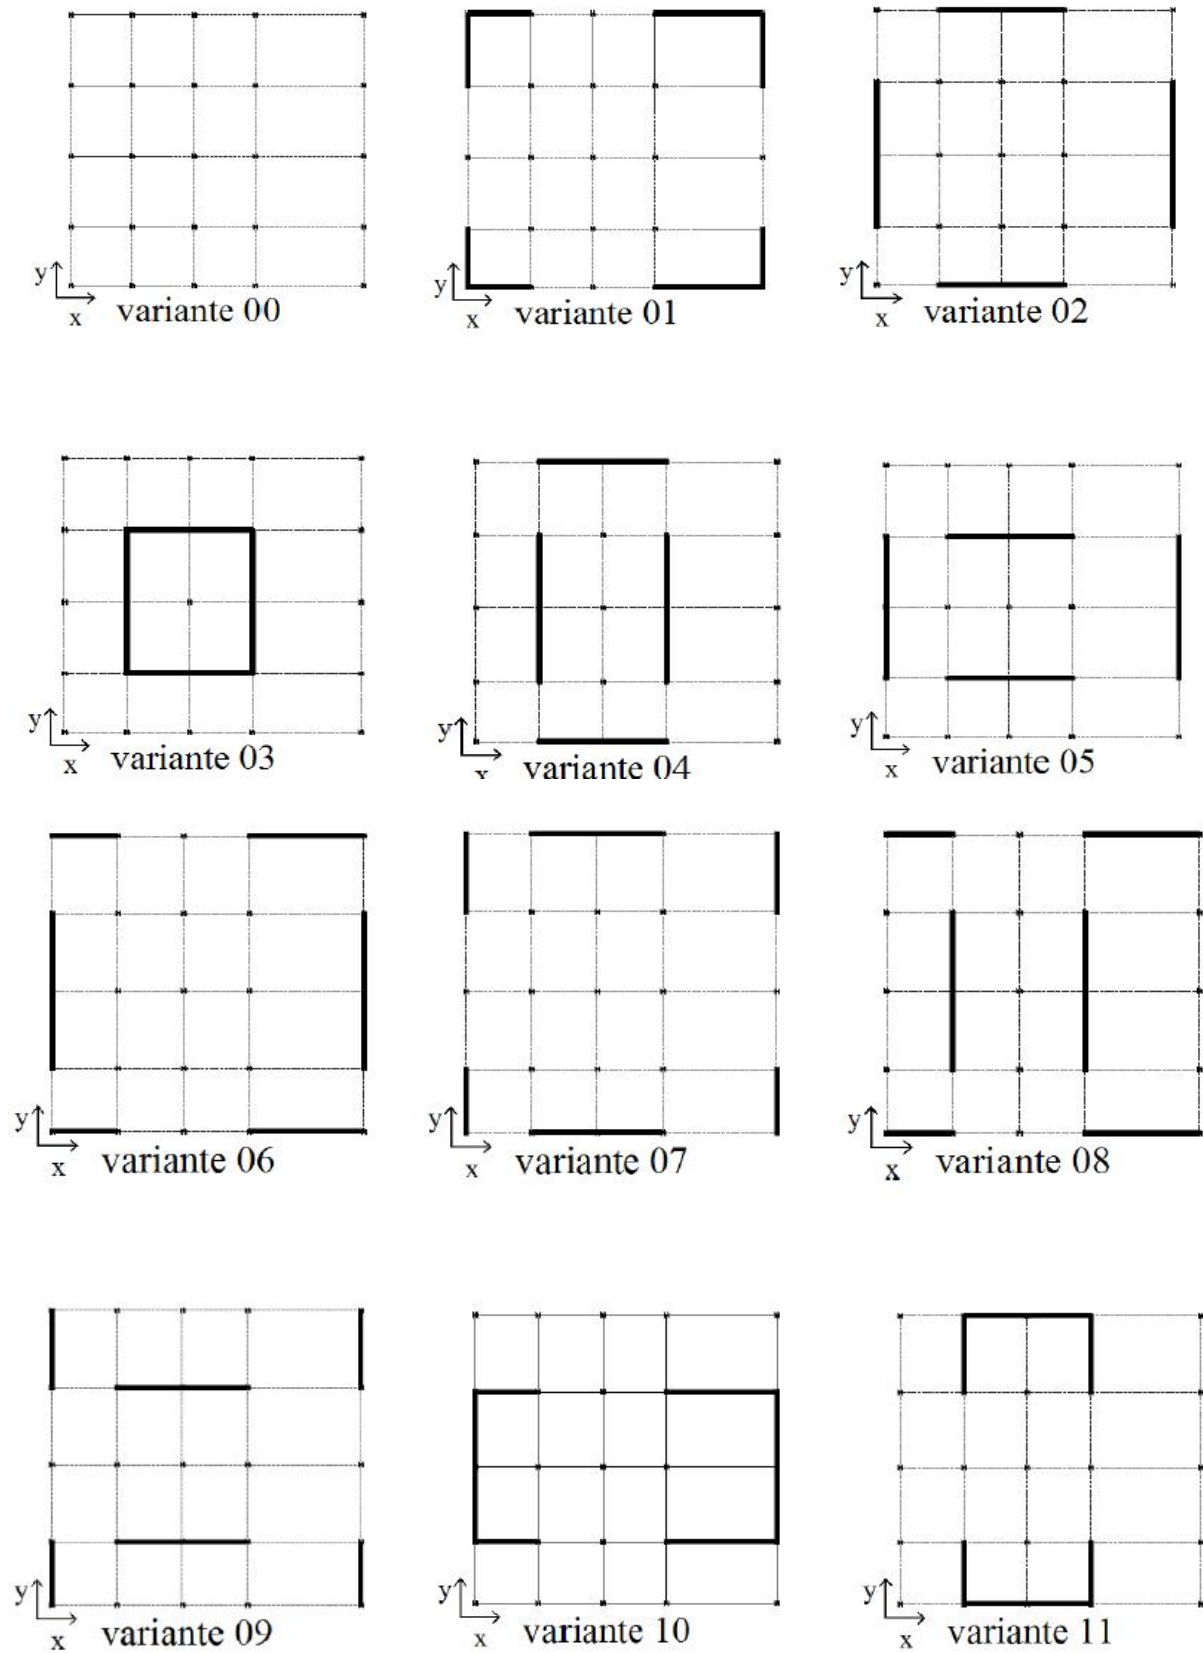 y
x variante 00
y
x variante 01
y
x variante 02
y
x variante 03
y
x variante 04
y
x variante 05
y
x variante 06
y
x variante 07
y
x variante 08
y
x variante 09
y
x variante 10
y
x variante 11